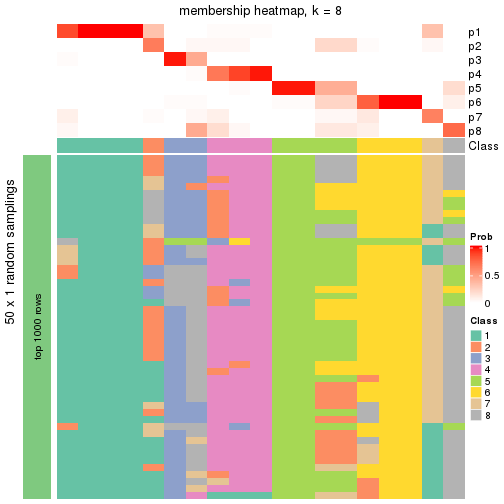 membership heatmap, k = 8
p1
p2
p3
p4
p5
p6
p7
p8
Class
50 x 1 random samplings
top 1000 rows
Prob
1
0.5
0
Class
1
2
3
4
5
6
7
8